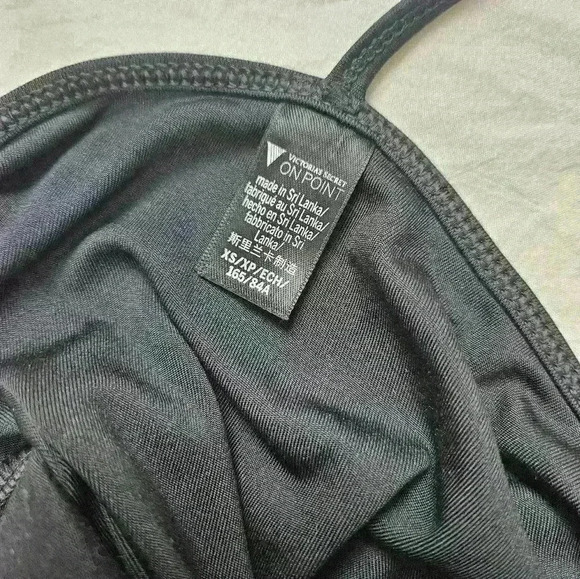 VICTORIA'S SECRET
ON POINT
made in Sri Lanka/
fabriqué au Sri Lanka/
hecho en Sri Lanka/
fabbricato in Sri
Lanka/
斯里兰卡制造
XS/XP/ECH/
165/84A